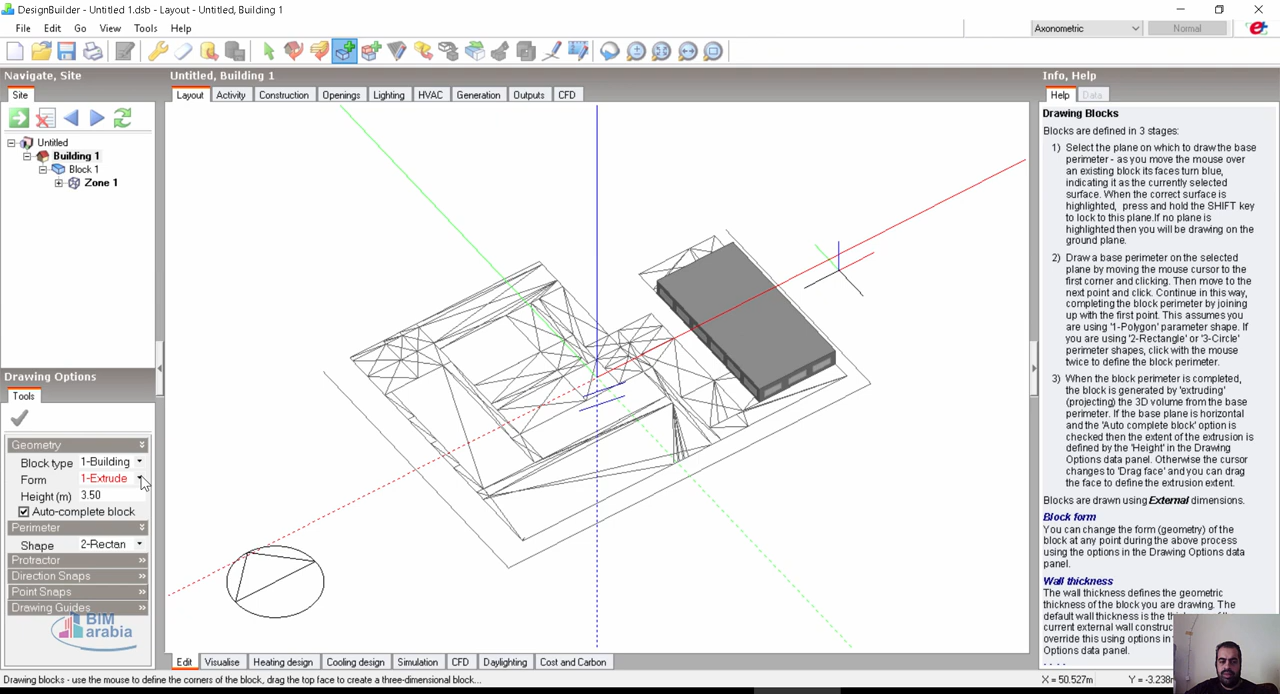 DesignBuilder - Untitled 1.dsb - Layout - Untitled, Building 1
File Edit Go View Tools Help
Axonometric
Normal
Navigate, Site
Untitled, Building 1
Info, Help
Site
Layout Activity Construction Openings Lighting HVAC Generation Outputs CFD
Help Data
Untitled
Building 1
Block 1
Zone 1
Drawing Options
Tools
Geometry
Block type 1-Building
Form 1-Extrude
Height (m) 3.50
Auto-complete block
Perimeter
Shape 2-Rectan
Protractor
Direction Snaps
Point Snaps
Drawing Guides
BIM
arabia
Drawing Blocks
Blocks are defined in 3 stages:
1) Select the plane on which to draw the base
perimeter - as you move the mouse over
an existing block its faces turn blue,
indicating it as the currently selected
surface. When the correct surface is
highlighted, press and hold the SHIFT key
to lock to this plane.If no plane is
highlighted then you will be drawing on the
ground plane.
2) Draw a base perimeter on the selected
plane by moving the mouse cursor to the
first corner and clicking. Then move to the
next point and click. Continue in this way,
completing the block perimeter by joining
up with the first point. This assumes you
are using '1-Polygon' parameter shape. If
you are using '2-Rectangle' or '3-Circle'
perimeter shapes, click with the mouse
twice to define the block perimeter.
3) When the block perimeter is completed,
the block is generated by 'extruding'
(projecting) the 3D volume from the base
perimeter. If the base plane is horizontal
and the 'Auto complete block' option is
checked then the extent of the extrusion is
defined by the 'Height' in the Drawing
Options data panel. Otherwise the cursor
changes to 'Drag face' and you can drag
the face to define the extrusion extent.
Blocks are drawn using External dimensions.
Block form
You can change the form (geometry) of the
block at any point during the above process
using the options in the Drawing Options data
panel.
Wall thickness
The wall thickness defines the geometric
thickness of the block you are drawing. The
default wall thickness is the
current external wall constru
override this using options in
Options data panel.
Edit Visualise Heating design Cooling design Simulation CFD Daylighting Cost and Carbon
Drawing blocks - use the mouse to define the corners of the block, drag the top face to create a three-dimensional block...
X = 50.527m Y = -3.238m